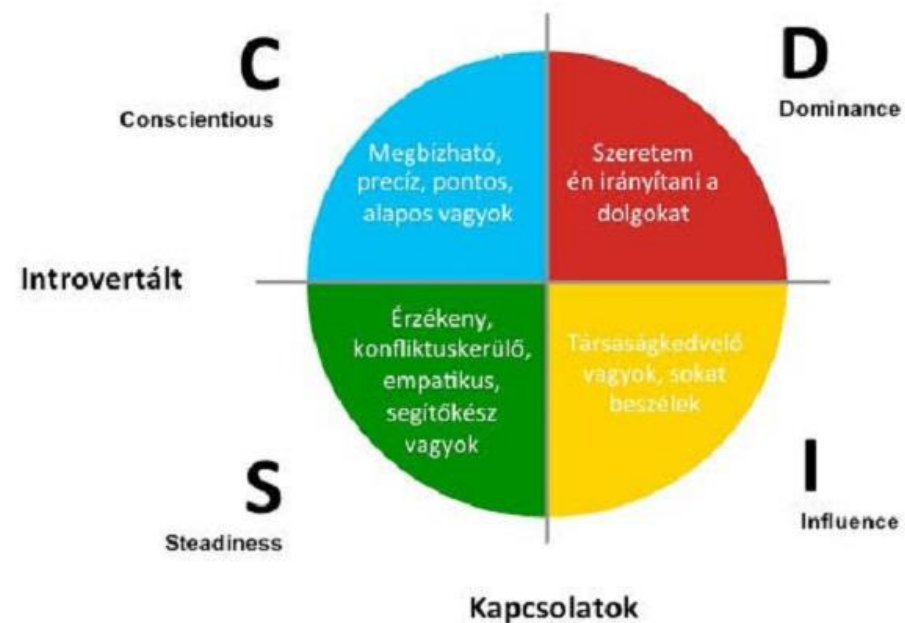 C
Conscientious
D
Dominance
Megbízható,
precíz, pontos,
alapos vagyok
Szeretem
én irányítani a
dolgokat
Introvertált
Érzékeny,
konfliktuskerülő,
empatikus,
segítőkész
vagyok
Társaságkedvelő
vagyok, sokat
beszélek
S
Steadiness
I
Influence
Kapcsolatok